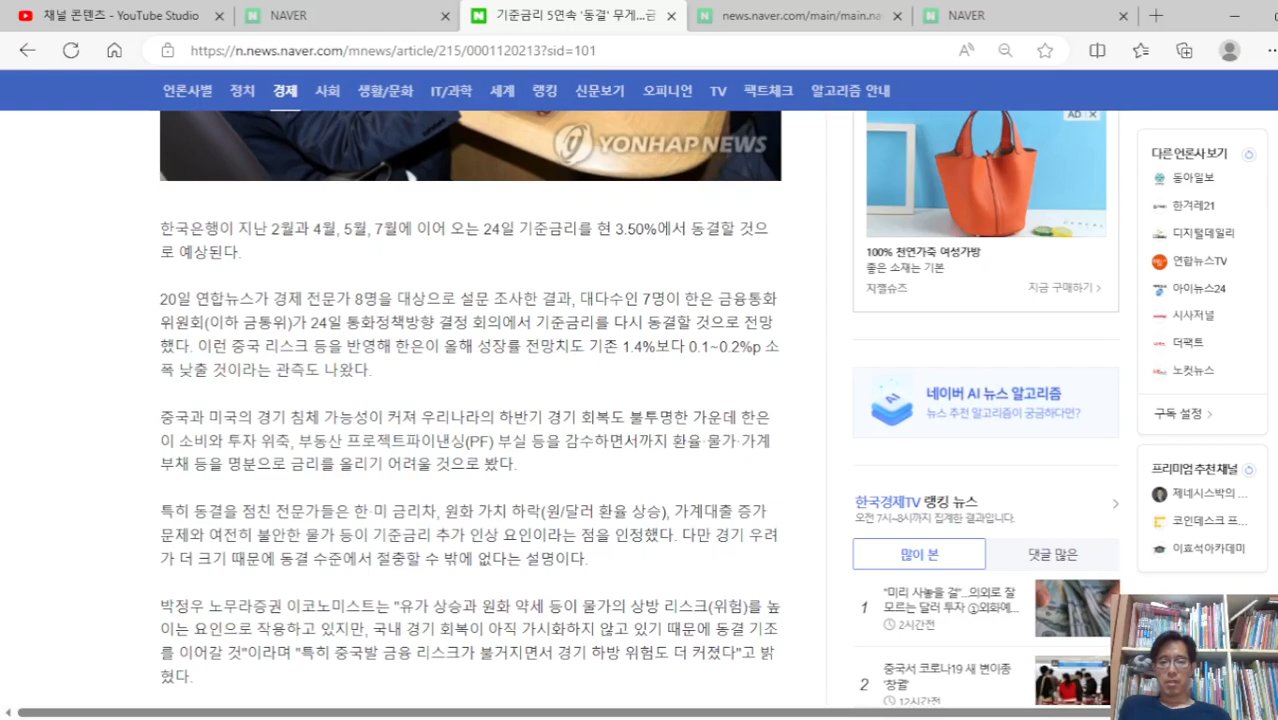 채널 콘텐츠 - YouTube Studio
NAVER
기준금리 5연속 '동결' 무게...금
news.naver.com/main/main.na
NAVER
https://n.news.naver.com/mnews/article/215/0001120213?sid=101
언론사별 정치 경제 사회 생활/문화 IT/과학 세계 랭킹 신문보기 오피니언 TV 팩트체크 알고리즘 안내
YONHAP NEWS
한국은행이 지난 2월과 4월, 5월, 7월에 이어 오는 24일 기준금리를 현 3.50%에서 동결할 것으
로 예상된다.
20일 연합뉴스가 경제 전문가 8명을 대상으로 설문 조사한 결과, 대다수인 7명이 한은 금융통화
위원회(이하 금통위)가 24일 통화정책방향 결정 회의에서 기준금리를 다시 동결할 것으로 전망
했다. 이런 중국 리스크 등을 반영해 한은이 올해 성장률 전망치도 기존 1.4%보다 0.1~0.2%p 소
폭 낮출 것이라는 관측도 나왔다.
중국과 미국의 경기 침체 가능성이 커져 우리나라의 하반기 경기 회복도 불투명한 가운데 한은
이 소비와 투자 위축, 부동산 프로젝트파이낸싱(PF) 부실 등을 감수하면서까지 환율·물가·가계
부채 등을 명분으로 금리를 올리기 어려울 것으로 봤다.
특히 동결을 점친 전문가들은 한·미 금리차, 원화 가치 하락(원/달러 환율 상승), 가계대출 증가
문제와 여전히 불안한 물가 등이 기준금리 추가 인상 요인이라는 점을 인정했다. 다만 경기 우려
가 더 크기 때문에 동결 수준에서 절충할 수 밖에 없다는 설명이다.
박정우 노무라증권 이코노미스트는 "유가 상승과 원화 약세 등이 물가의 상방 리스크(위험)를 높
이는 요인으로 작용하고 있지만, 국내 경기 회복이 아직 가시화하지 않고 있기 때문에 동결 기조
를 이어갈 것"이라며 "특히 중국발 금융 리스크가 불거지면서 경기 하방 위험도 더 커졌다"고 밝
혔다.
AD
100% 천연가죽 여성가방
좋은 소재는 기본
지젤슈즈 지금 구매하기 >
네이버 AI 뉴스 알고리즘
뉴스 추천 알고리즘이 궁금하다면?
한국경제TV 랭킹 뉴스
오전 7시~8시까지 집계한 결과입니다.
많이 본 댓글 많은
1 "미리 사놓을 걸"...의외로 잘
모르는 달러 투자 ①외화예...
2시간전
2 중국서 코로나19 새 변이종
'창궐'
12시간전
다른 언론사 보기
동아일보
한겨레21
디지털데일리
연합뉴스TV
아이뉴스24
시사저널
더팩트
노컷뉴스
구독 설정 >
프리미엄 추천 채널
제네시스박의 ...
코인데스크 프...
이효석아카데미